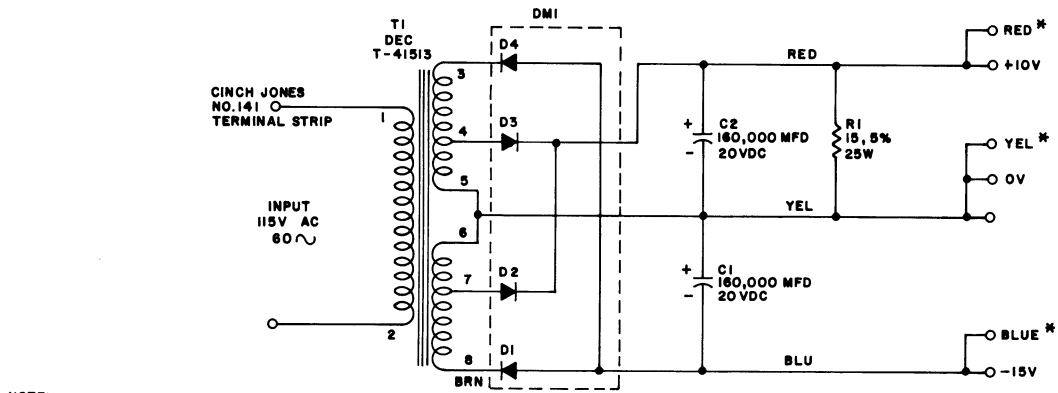 DM1
T1
DEC
T-41513
D4
RED
RED *
+10V
3
CINCH JONES
NO.141
TERMINAL STRIP
1
D3
4
+
-
C2
160,000 MFD
20VDC
R1
15, 5%
25W
YEL *
0V
5
YEL
INPUT
115V AC
60~
6
D2
7
+
-
C1
160,000 MFD
20VDC
2
D1
8
BRN
BLU
BLUE *
-15V